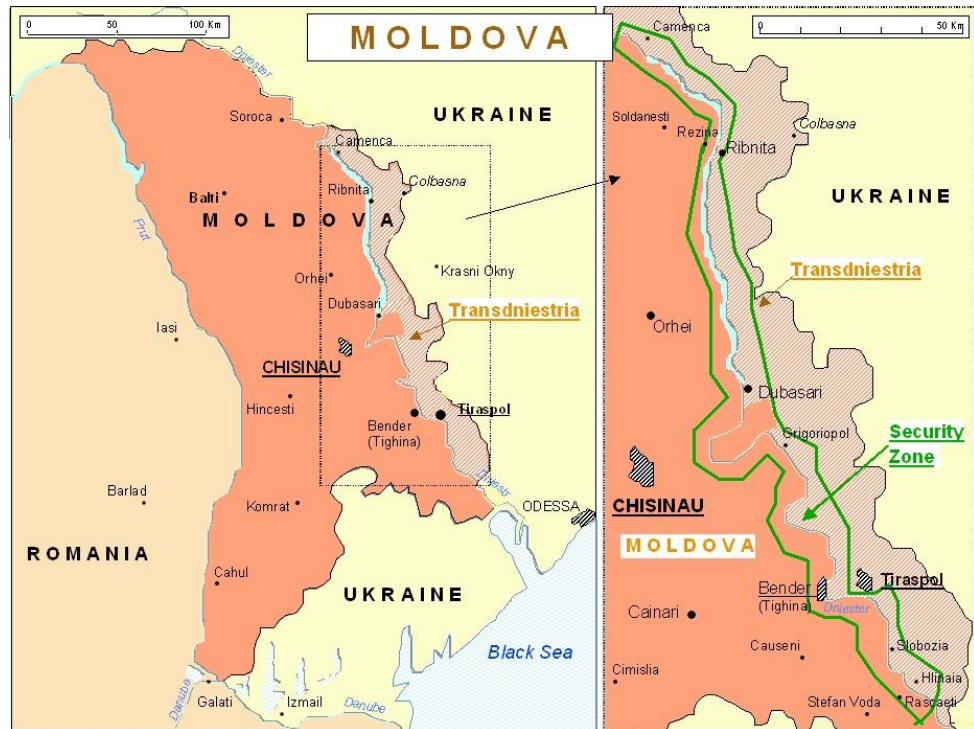 MOLDOVA
0 50 100 Km
Dniester
UKRAINE
Soroca
Camenca
Ribnita
Colbasna
Balti
MOLDOVA
Prut
Krasni Okny
Orhei
Dubasari
Transdniestria
Iasi
CHISINAU
Hincesti
Bender
(Tighina)
Tiraspol
Barlad
Komrat
ODESSA
ROMANIA
Cahul
UKRAINE
Black Sea
Danube
Galati
Izmail
Danube
0 50 Km
Camenca
Soldanesti
Rezina
Ribnita
Colbasna
UKRAINE
Transdniestria
Orhei
Dubasari
Grigoriopol
Security
Zone
CHISINAU
MOLDOVA
Bender
(Tighina)
Tiraspol
Dniester
Cainari
Causeni
Slobozia
Cimislia
Hlinaia
Stefan Voda
Rascaeti